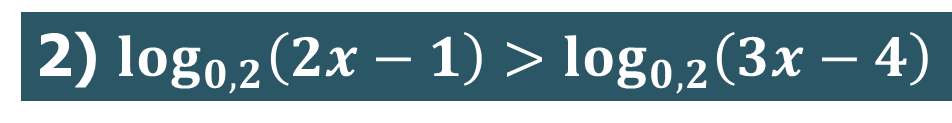 2) log₀,₂(2x − 1) > log₀,₂(3x − 4)